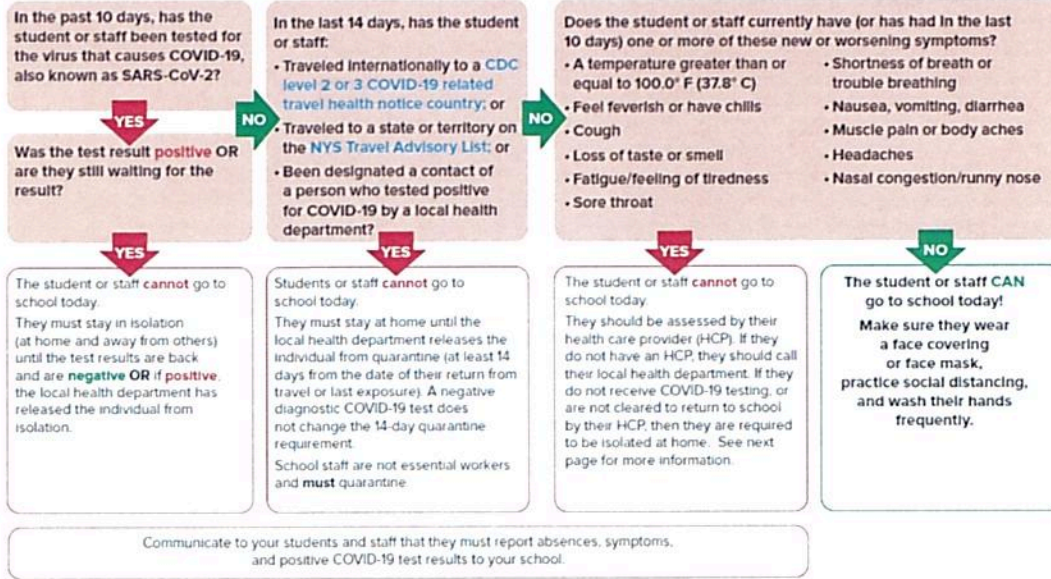 In the past 10 days, has the
student or staff been tested for
the virus that causes COVID-19,
also known as SARS-CoV-2?
YES
NO
Was the test result positive OR
are they still waiting for the
result?
YES
The student or staff cannot go to
school today.
They must stay in isolation
(at home and away from others)
until the test results are back
and are negative OR if positive,
the local health department has
released the individual from
isolation.
In the last 14 days, has the student
or staff:
• Traveled internationally to a CDC
level 2 or 3 COVID-19 related
travel health notice country; or
• Traveled to a state or territory on
the NYS Travel Advisory List; or
• Been designated a contact of
a person who tested positive
for COVID-19 by a local health
department?
NO
YES
Students or staff cannot go to
school today.
They must stay at home until the
local health department releases the
individual from quarantine (at least 14
days from the date of their return from
travel or last exposure). A negative
diagnostic COVID-19 test does
not change the 14-day quarantine
requirement.
School staff are not essential workers
and must quarantine
Does the student or staff currently have (or has had in the last
10 days) one or more of these new or worsening symptoms?
• A temperature greater than or
equal to 100.0° F (37.8° C)
• Feel feverish or have chills
• Cough
• Loss of taste or smell
• Fatigue/feeling of tiredness
• Sore throat
• Shortness of breath or
trouble breathing
• Nausea, vomiting, diarrhea
• Muscle pain or body aches
• Headaches
• Nasal congestion/runny nose
YES
The student or staff cannot go to
school today.
They should be assessed by their
health care provider (HCP). If they
do not have an HCP, they should call
their local health department. If they
do not receive COVID-19 testing, or
are not cleared to return to school
by their HCP, then they are required
to be isolated at home. See next
page for more information.
NO
The student or staff CAN
go to school today!
Make sure they wear
a face covering
or face mask,
practice social distancing,
and wash their hands
frequently.
Communicate to your students and staff that they must report absences, symptoms,
and positive COVID-19 test results to your school.